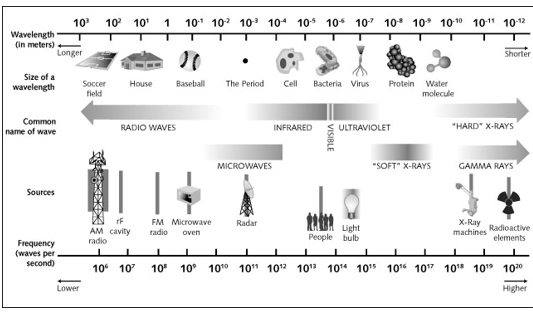 10³ 10² 10¹ 1 10⁻¹ 10⁻² 10⁻³ 10⁻⁴ 10⁻⁵ 10⁻⁶ 10⁻⁷ 10⁻⁸ 10⁻⁹ 10⁻¹⁰ 10⁻¹¹ 10⁻¹²
Wavelength
(in meters)
Longer Shorter
Size of a
wavelength
Soccer
field
House
Baseball
The Period
Cell
Bacteria
Virus
Protein
Water
molecule
Common
name of wave
RADIO WAVES INFRARED VISIBLE ULTRAVIOLET "HARD" X-RAYS
MICROWAVES "SOFT" X-RAYS GAMMA RAYS
Sources
AM
radio
rF
cavity
FM
radio
Microwave
oven
Radar
People
Light
bulb
X-Ray
machines
Radioactive
elements
Frequency
(waves per
second)
10⁶ 10⁷ 10⁸ 10⁹ 10¹⁰ 10¹¹ 10¹² 10¹³ 10¹⁴ 10¹⁵ 10¹⁶ 10¹⁷ 10¹⁸ 10¹⁹ 10²⁰
Lower Higher